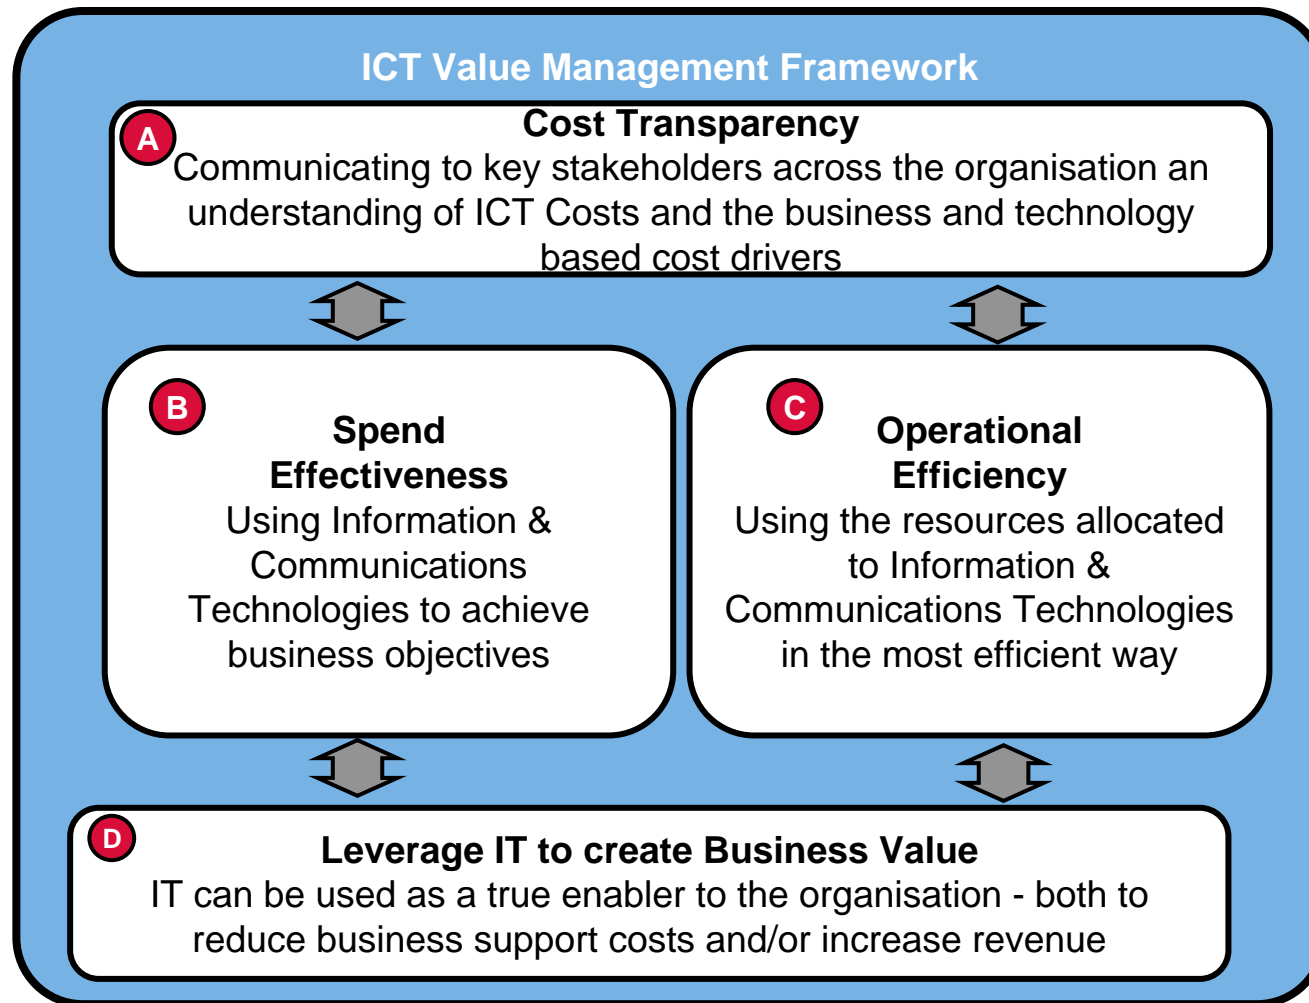 ICT Value Management Framework
A
Cost Transparency
Communicating to key stakeholders across the organisation an
understanding of ICT Costs and the business and technology
based cost drivers
B
Spend
Effectiveness
Using Information &
Communications
Technologies to achieve
business objectives
C
Operational
Efficiency
Using the resources allocated
to Information &
Communications Technologies
in the most efficient way
D
Leverage IT to create Business Value
IT can be used as a true enabler to the organisation - both to
reduce business support costs and/or increase revenue